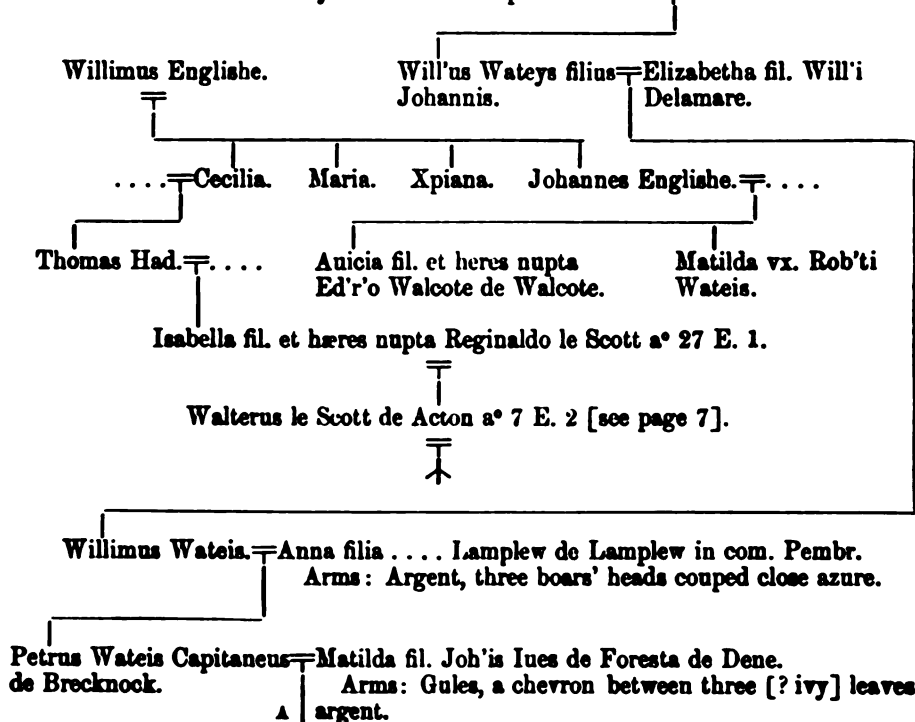 Willimus Englishe.
Will'us Wateys filius Elizabetha fil. Will'i
Johannis. Delamare.
.... Cecilia. Maria. Xpiana. Johannes Englishe. ....
Thomas Had. .... Auicia fil. et heres nupta Matilda vx. Rob'ti
Ed'r'o Walcote de Walcote. Wateis.
Isabella fil. et hæres nupta Reginaldo le Scott a° 27 E. 1.
Walterus le Scott de Acton a° 7 E. 2 [see page 7].
Willimus Wateis. Anna filia .... Lamplew de Lamplew in com. Pembr.
Arms: Argent, three boars' heads couped close azure.
Petrus Wateis Capitaneus Matilda fil. Joh'is Iues de Foresta de Dene.
de Brecknock. Arms: Gules, a chevron between three [? ivy] leaves
A argent.